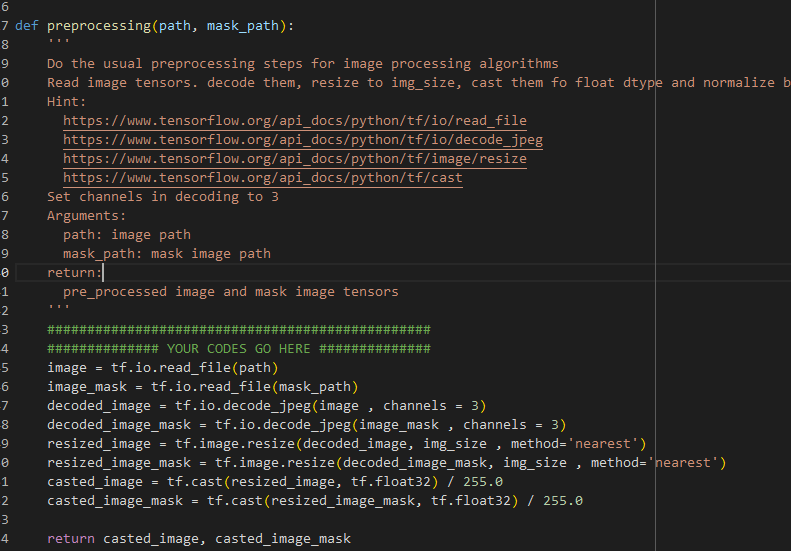 6
7 def preprocessing(path, mask_path):
8 '''
9 Do the usual preprocessing steps for image processing algorithms
0 Read image tensors. decode them, resize to img_size, cast them fo float dtype and normalize b
1 Hint:
2 https://www.tensorflow.org/api_docs/python/tf/io/read_file
3 https://www.tensorflow.org/api_docs/python/tf/io/decode_jpeg
4 https://www.tensorflow.org/api_docs/python/tf/image/resize
5 https://www.tensorflow.org/api_docs/python/tf/cast
6 Set channels in decoding to 3
7 Arguments:
8 path: image path
9 mask_path: mask image path
0 return:
1 pre_processed image and mask image tensors
2 '''
3 ################################################
4 ############## YOUR CODES GO HERE ##############
5 image = tf.io.read_file(path)
6 image_mask = tf.io.read_file(mask_path)
7 decoded_image = tf.io.decode_jpeg(image , channels = 3)
8 decoded_image_mask = tf.io.decode_jpeg(image_mask , channels = 3)
9 resized_image = tf.image.resize(decoded_image, img_size , method='nearest')
0 resized_image_mask = tf.image.resize(decoded_image_mask, img_size , method='nearest')
1 casted_image = tf.cast(resized_image, tf.float32) / 255.0
2 casted_image_mask = tf.cast(resized_image_mask, tf.float32) / 255.0
3
4 return casted_image, casted_image_mask